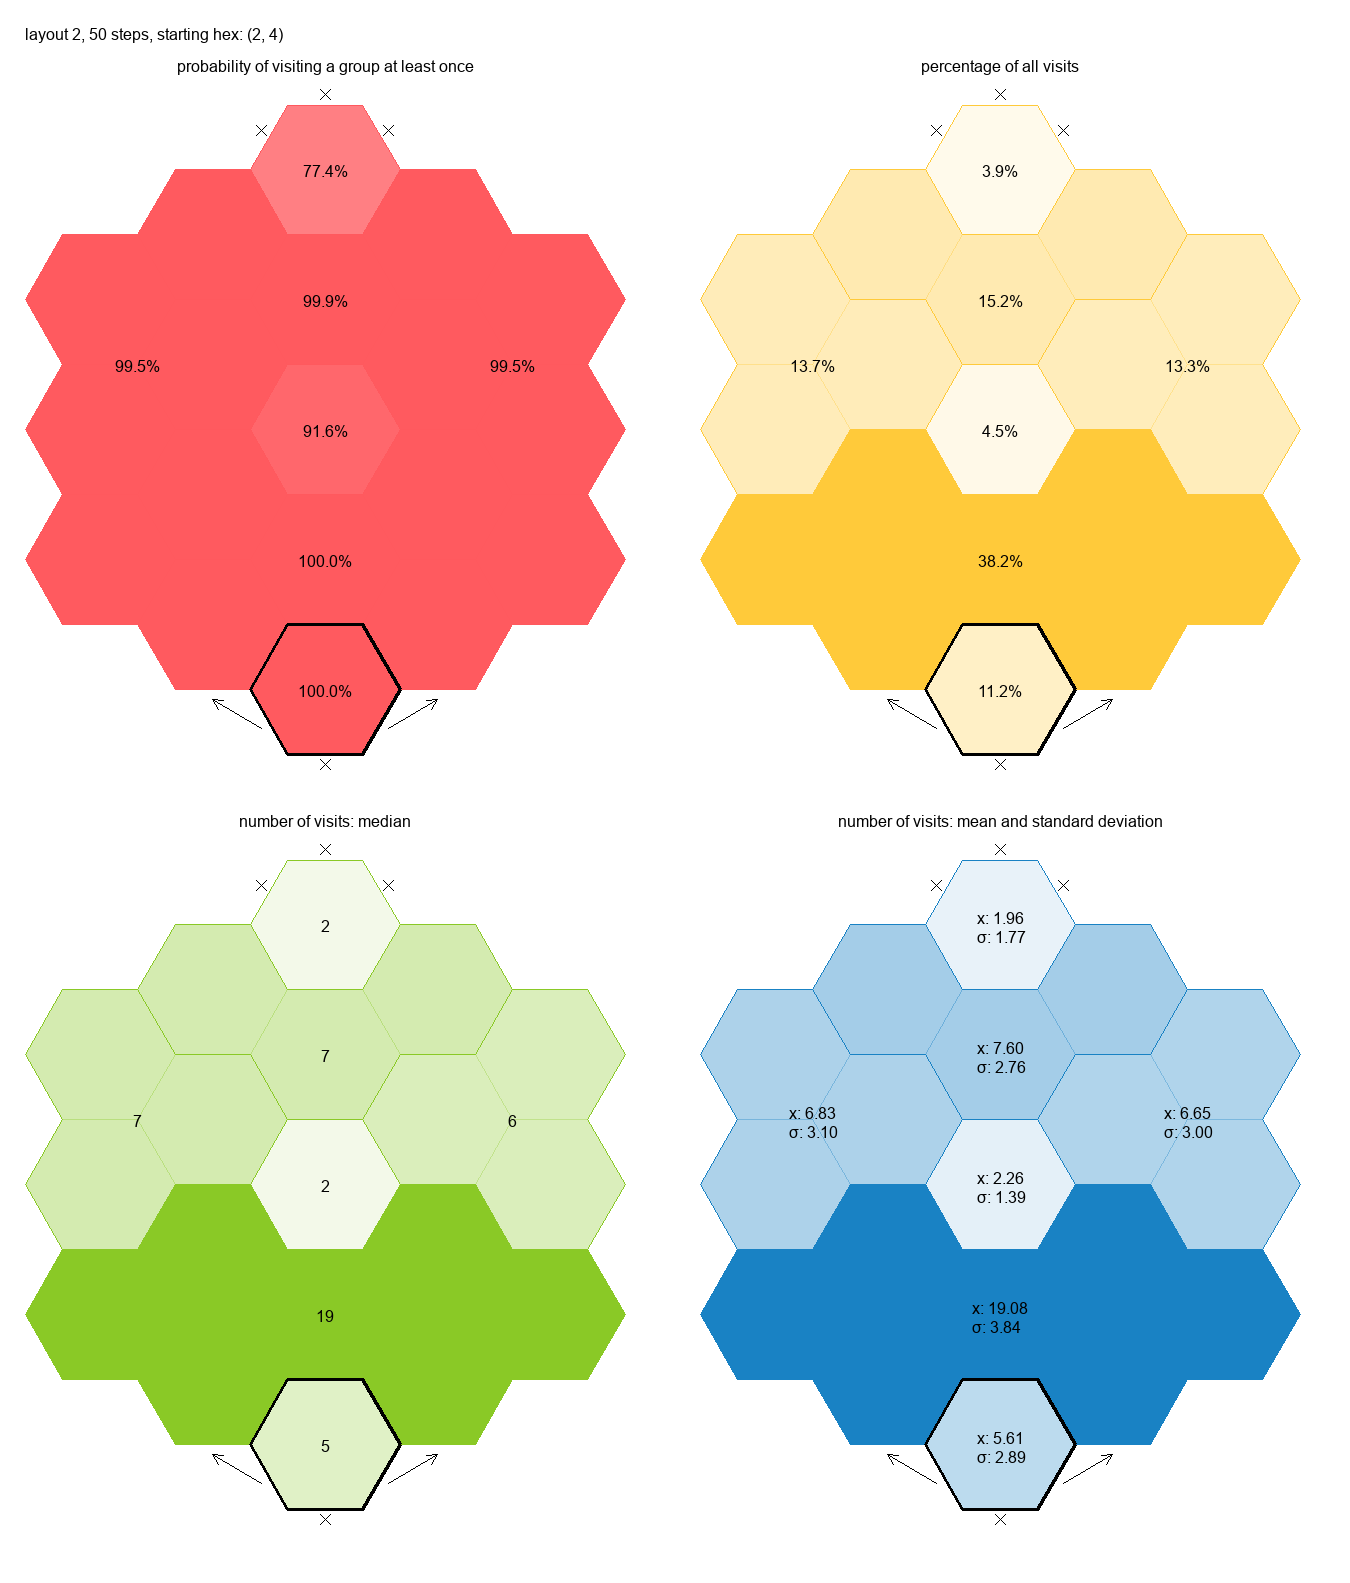 layout 2, 50 steps, starting hex: (2, 4)
probability of visiting a group at least once
77.4%
99.9%
99.5%
99.5%
91.6%
100.0%
100.0%
percentage of all visits
3.9%
15.2%
13.7%
13.3%
4.5%
38.2%
11.2%
number of visits: median
2
7
7
6
2
19
5
number of visits: mean and standard deviation
x: 1.96
σ: 1.77
x: 7.60
σ: 2.76
x: 6.83
σ: 3.10
x: 6.65
σ: 3.00
x: 2.26
σ: 1.39
x: 19.08
σ: 3.84
x: 5.61
σ: 2.89